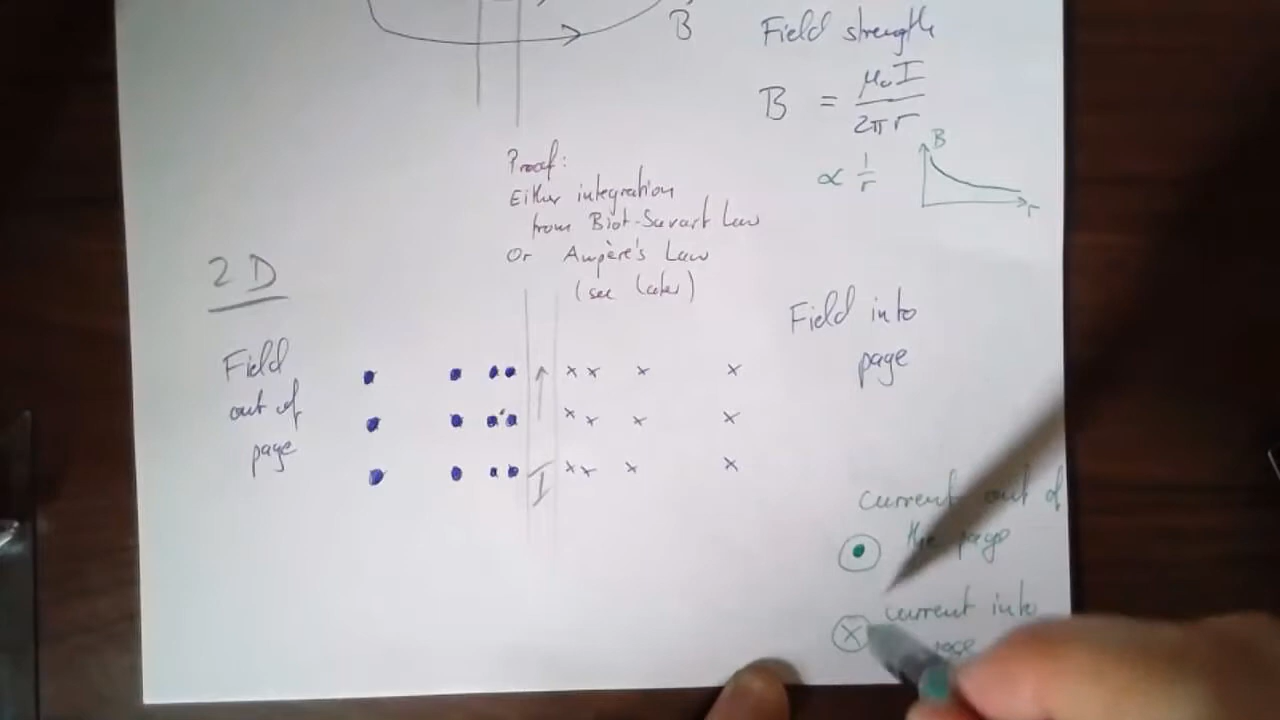 B
Field strength
B = μ₀I / 2πr
∝ 1/r
B
r
Proof:
Either integration
from Biot-Savart Law
Or Ampère's Law
(see later)
2D
Field
out of
page
I
Field into
page
current out of
the page
current into
page